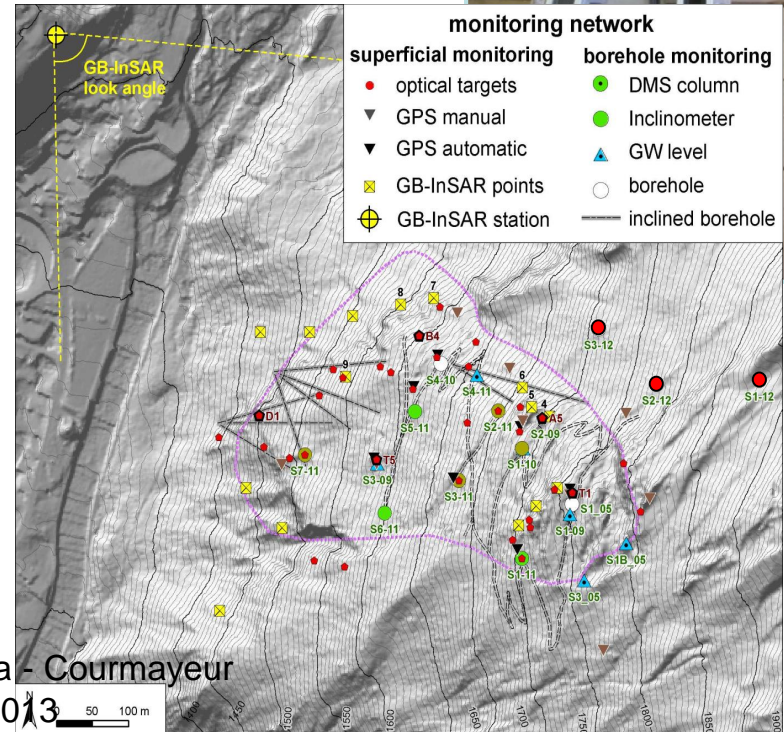 monitoring network
superficial monitoring
borehole monitoring
optical targets
DMS column
GPS manual
Inclinometer
GPS automatic
GW level
GB-InSAR points
borehole
GB-InSAR station
inclined borehole
GB-InSAR
look angle
7
8
B4
S3-12
9
S4-10
S4-11
6
S2-12
S1-12
5
4
D1
S5-11
S2-11
A5
S2-09
S1-10
T5
S7-11
S3-09
S3-11
T1
S1_05
S6-11
S1-09
S1B_05
S1-11
S3_05
- Courmayeur
N
0 50 100 m
1400
1450
1500
1550
1600
1650
1700
1750
1800
1850
1900